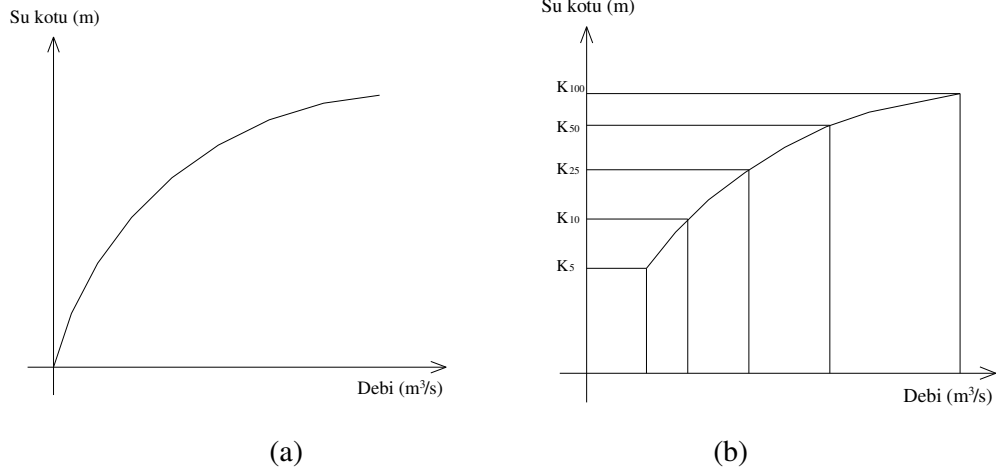 Su kotu (m)
Debi (m³/s)
(a)
Su kotu (m)
K₁₀₀
K₅₀
K₂₅
K₁₀
K₅
Debi (m³/s)
(b)